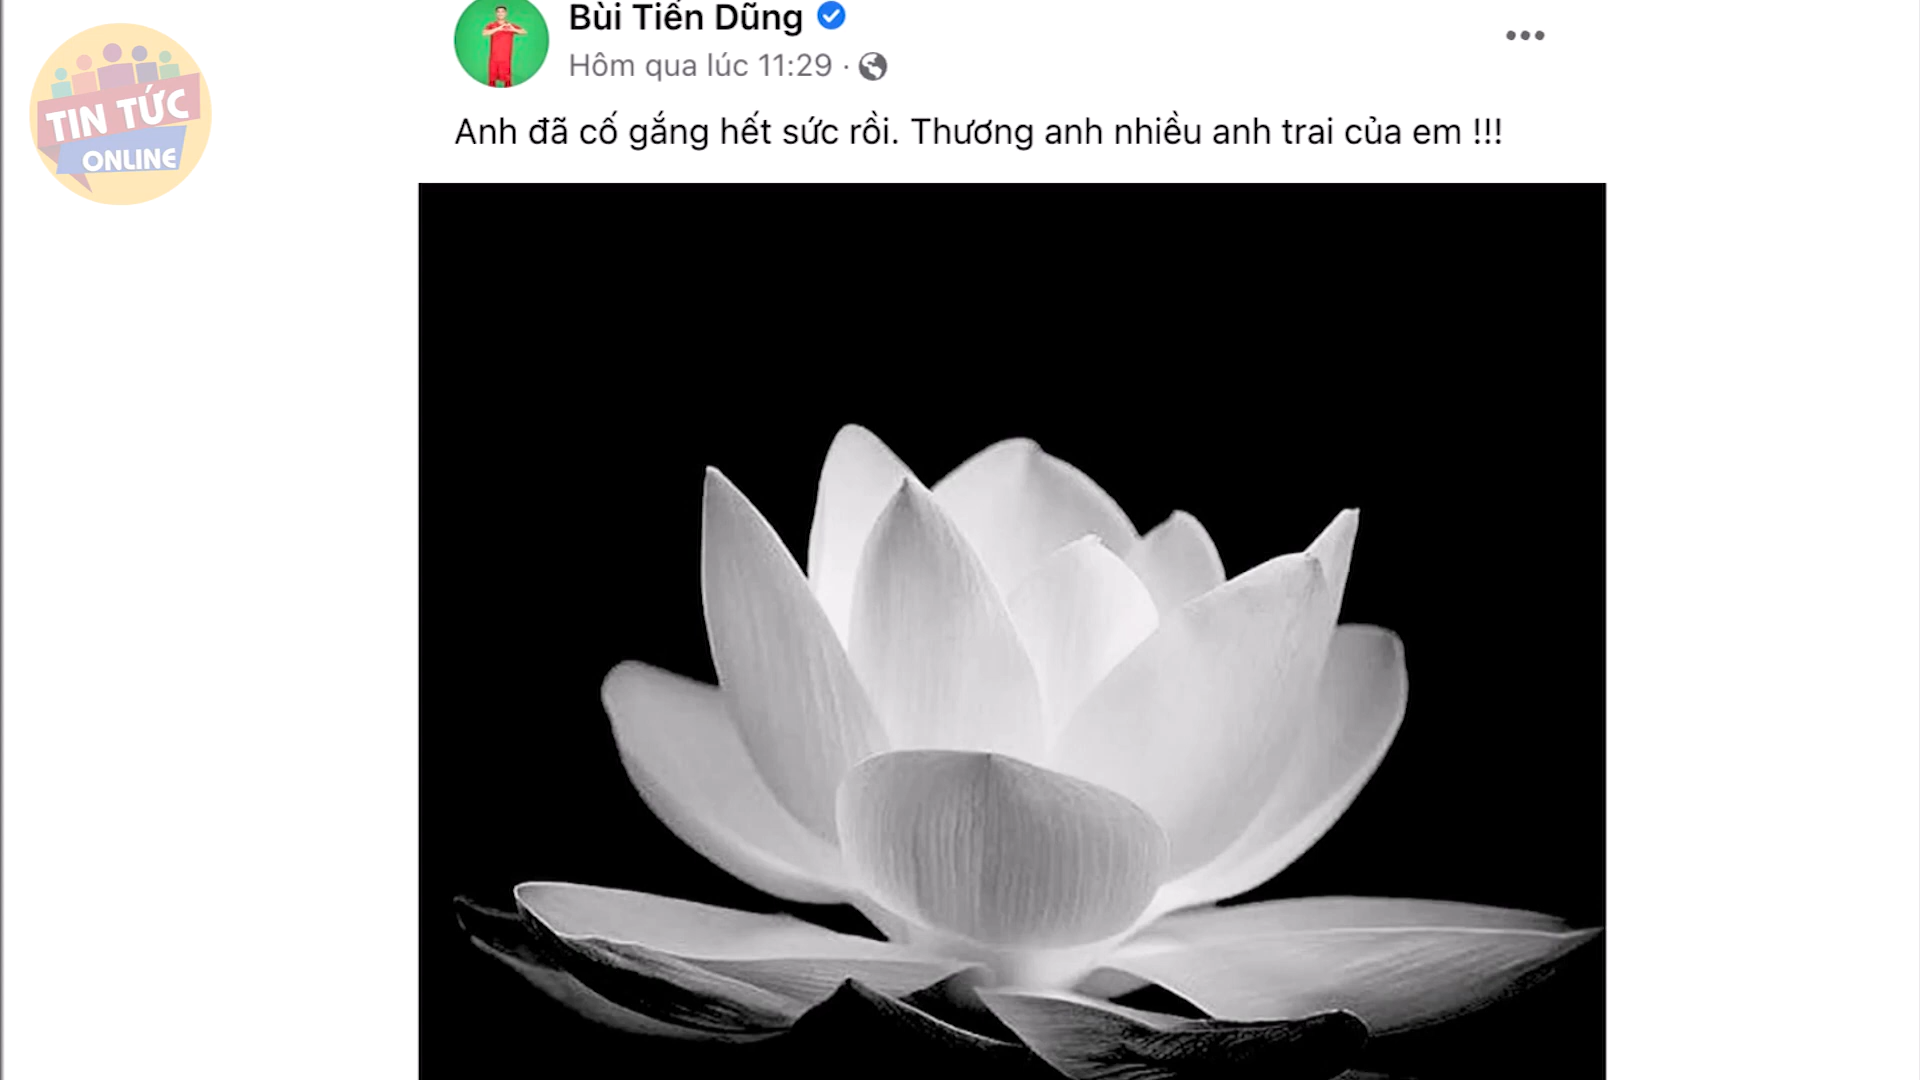 TIN TỨC
ONLINE
Bùi Tiến Dũng
Hôm qua lúc 11:29 ·
Anh đã cố gắng hết sức rồi. Thương anh nhiều anh trai của em !!!